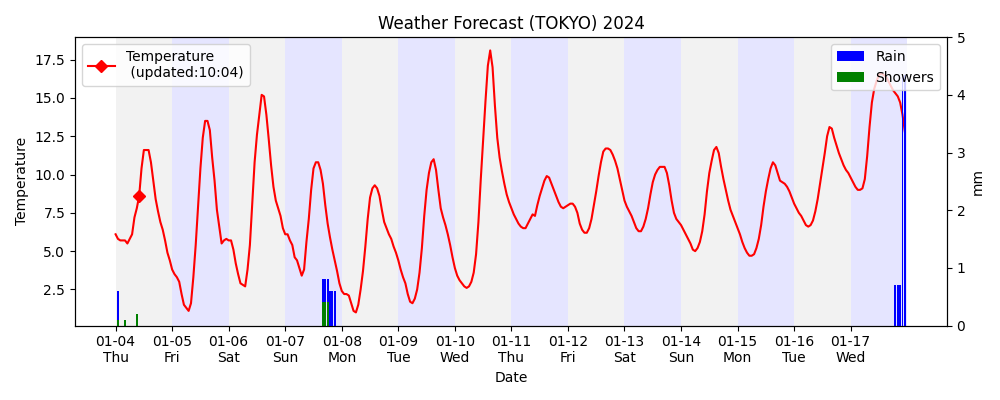 Weather Forecast (TOKYO) 2024
Temperature
(updated:10:04)
Rain
Showers
Temperature
17.5
15.0
12.5
10.0
7.5
5.0
2.5
5
4
3
2
1
0
mm
01-04 01-05 01-06 01-07 01-08 01-09 01-10 01-11 01-12 01-13 01-14 01-15 01-16 01-17
Thu Fri Sat Sun Mon Tue Wed Thu Fri Sat Sun Mon Tue Wed
Date